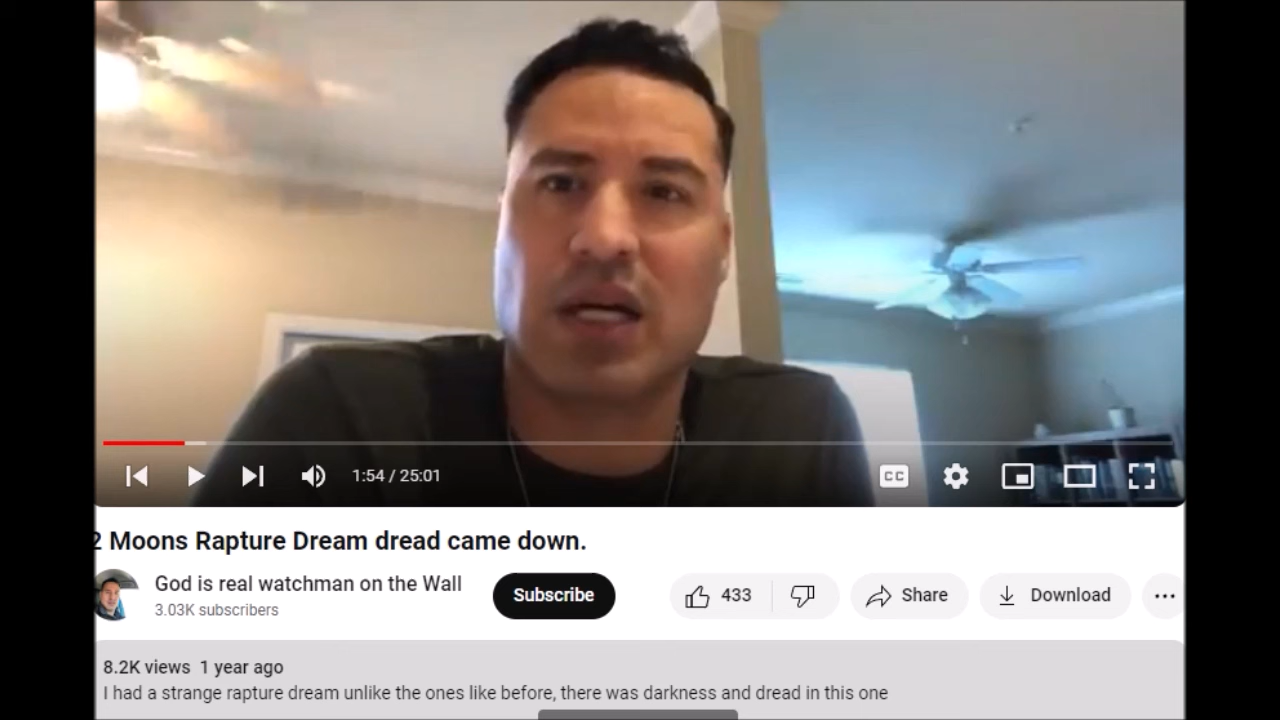 1:54 / 25:01
CC
2 Moons Rapture Dream dread came down.
God is real watchman on the Wall
3.03K subscribers
Subscribe
433
Share
Download
8.2K views 1 year ago
I had a strange rapture dream unlike the ones like before, there was darkness and dread in this one